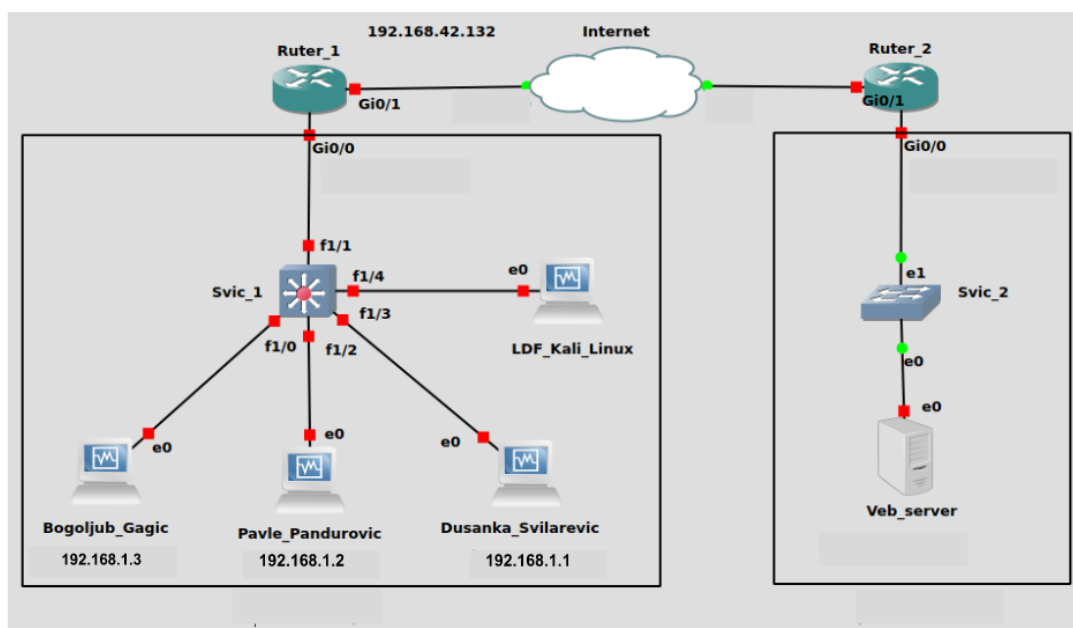 192.168.42.132
Internet
Ruter_1
Ruter_2
Gi0/1
Gi0/1
Gi0/0
Gi0/0
f1/1
Svic_1
f1/4
e0
f1/3
f1/0
f1/2
LDF_Kali_Linux
e1
Svic_2
e0
e0
e0
e0
e0
Veb_server
Bogoljub_Gagic
Pavle_Pandurovic
Dusanka_Svilarevic
192.168.1.3
192.168.1.2
192.168.1.1